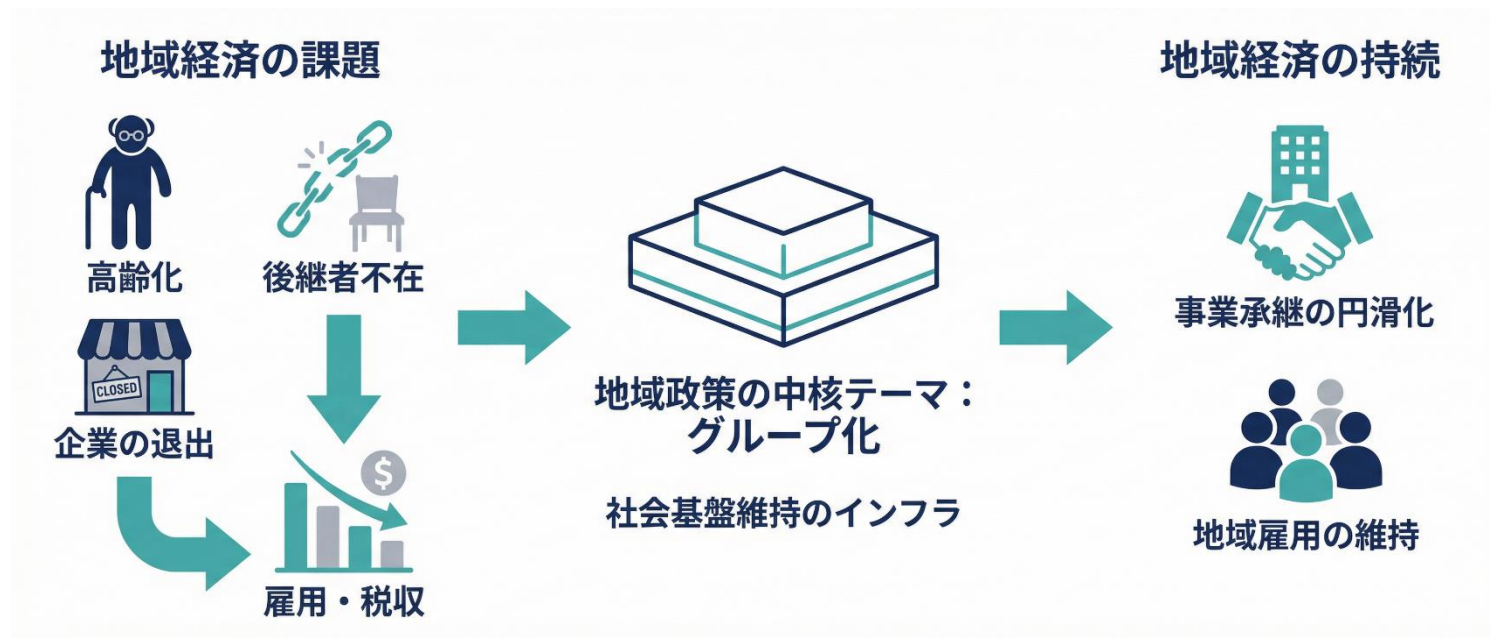 地域経済の課題
高齢化
後継者不在
CLOSED
企業の退出
$
雇用・税収
地域政策の中核テーマ：
グループ化
社会基盤維持のインフラ
地域経済の持続
事業承継の円滑化
地域雇用の維持